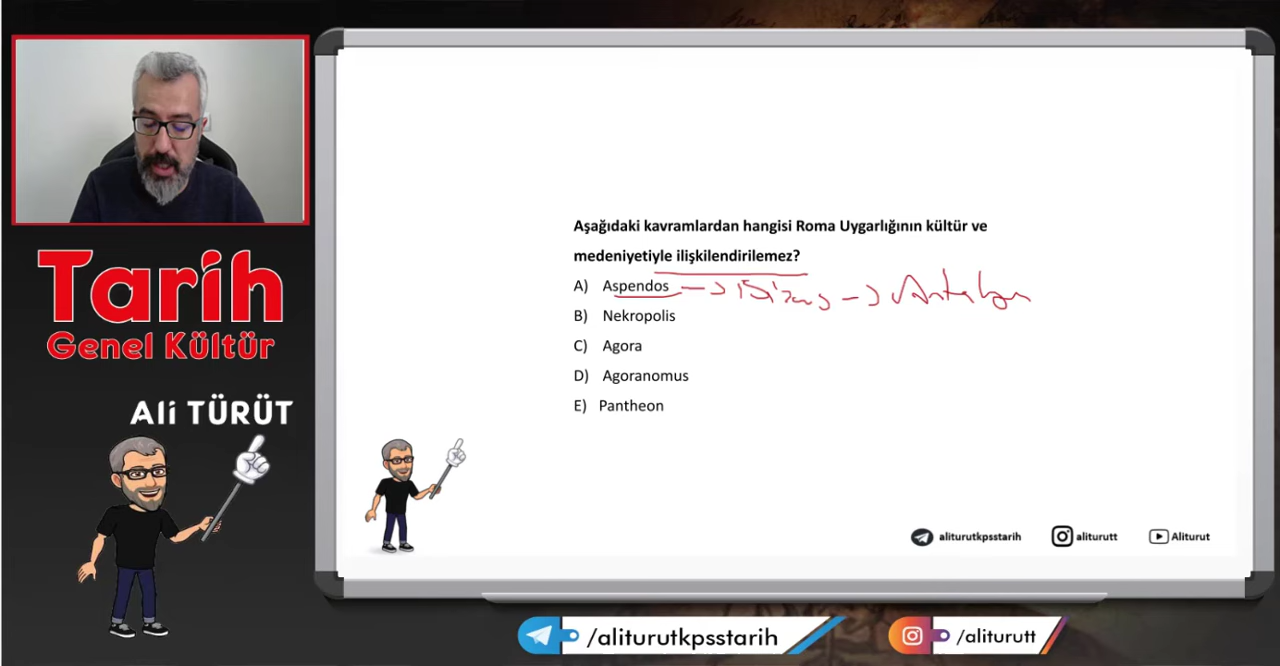 Tarih
Genel Kültür
Ali TÜRÜT
Aşağıdaki kavramlardan hangisi Roma Uygarlığının kültür ve
medeniyetiyle ilişkilendirilemez?
A) Aspendos
B) Nekropolis
C) Agora
D) Agoranomus
E) Pantheon
aliturutkpsstarih
aliturutt
Aliturut
/aliturutkpsstarih
/aliturutt